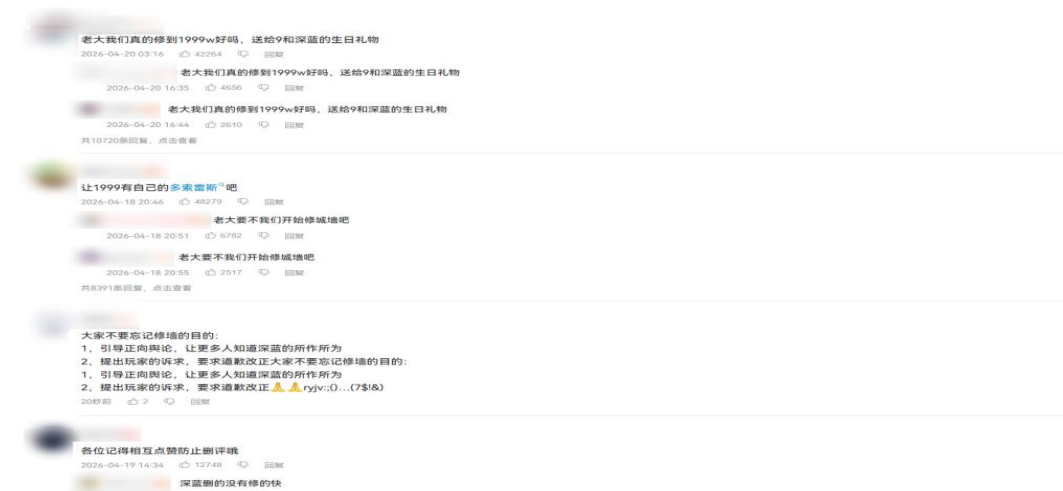 老大我们真的修到1999w好吗，送给9和深蓝的生日礼物
2026-04-20 03:16 42264 回复
老大我们真的修到1999w好吗，送给9和深蓝的生日礼物
2026-04-20 16:35 4656 回复
老大我们真的修到1999w好吗，送给9和深蓝的生日礼物
2026-04-20 16:44 2610 回复
共10720条回复，点击查看
让1999有自己的多索雷斯吧
2026-04-18 20:46 48279 回复
老大要不我们开始修城墙吧
2026-04-18 20:51 6782 回复
老大要不我们开始修城墙吧
2026-04-18 20:55 2517 回复
共8391条回复，点击查看
大家不要忘记修墙的目的：
1，引导正向舆论，让更多人知道深蓝的所作所为
2，提出玩家的诉求，要求道歉改正大家不要忘记修墙的目的：
1，引导正向舆论，让更多人知道深蓝的所作所为
2，提出玩家的诉求，要求道歉改正🙏🙏ryjv:;()…(7$!&)
20秒前 2 回复
各位记得相互点赞防止删评哦
2026-04-19 14:34 12748 回复
深蓝删的没有修的快